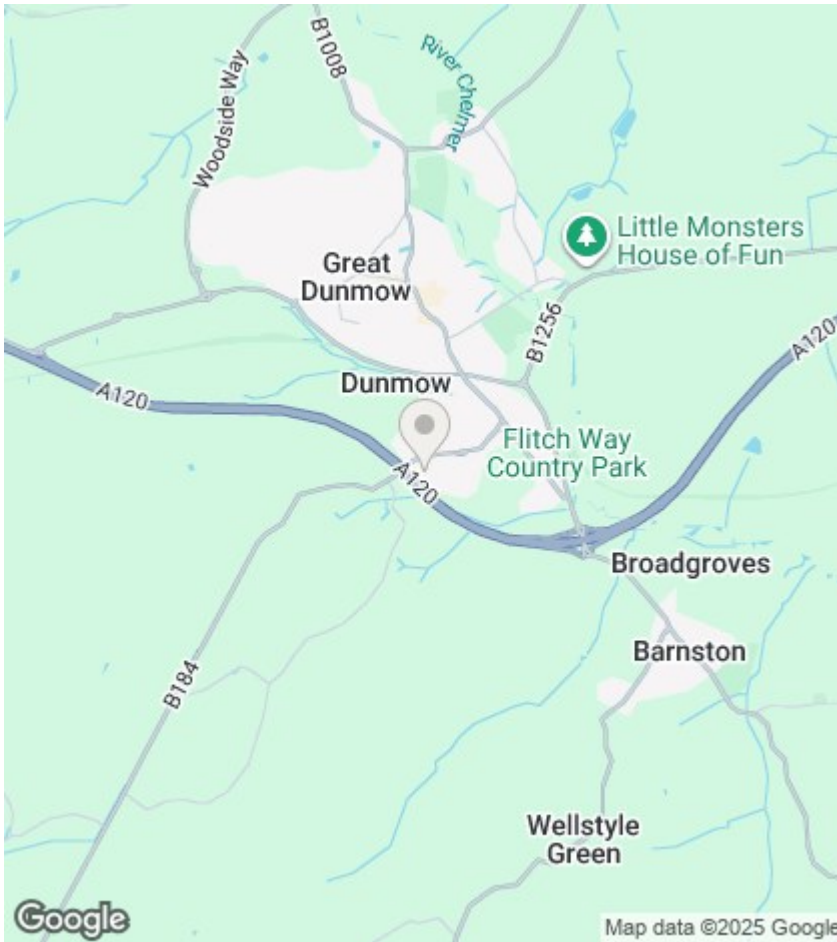 B1008
River Chelmer
Woodside Way
Little Monsters
House of Fun
Great
Dunmow
B1256
A120
A120
Dunmow
Flitch Way
Country Park
A120
Broadgroves
Barnston
B184
Wellstyle
Green
Google
Map data ©2025 Google